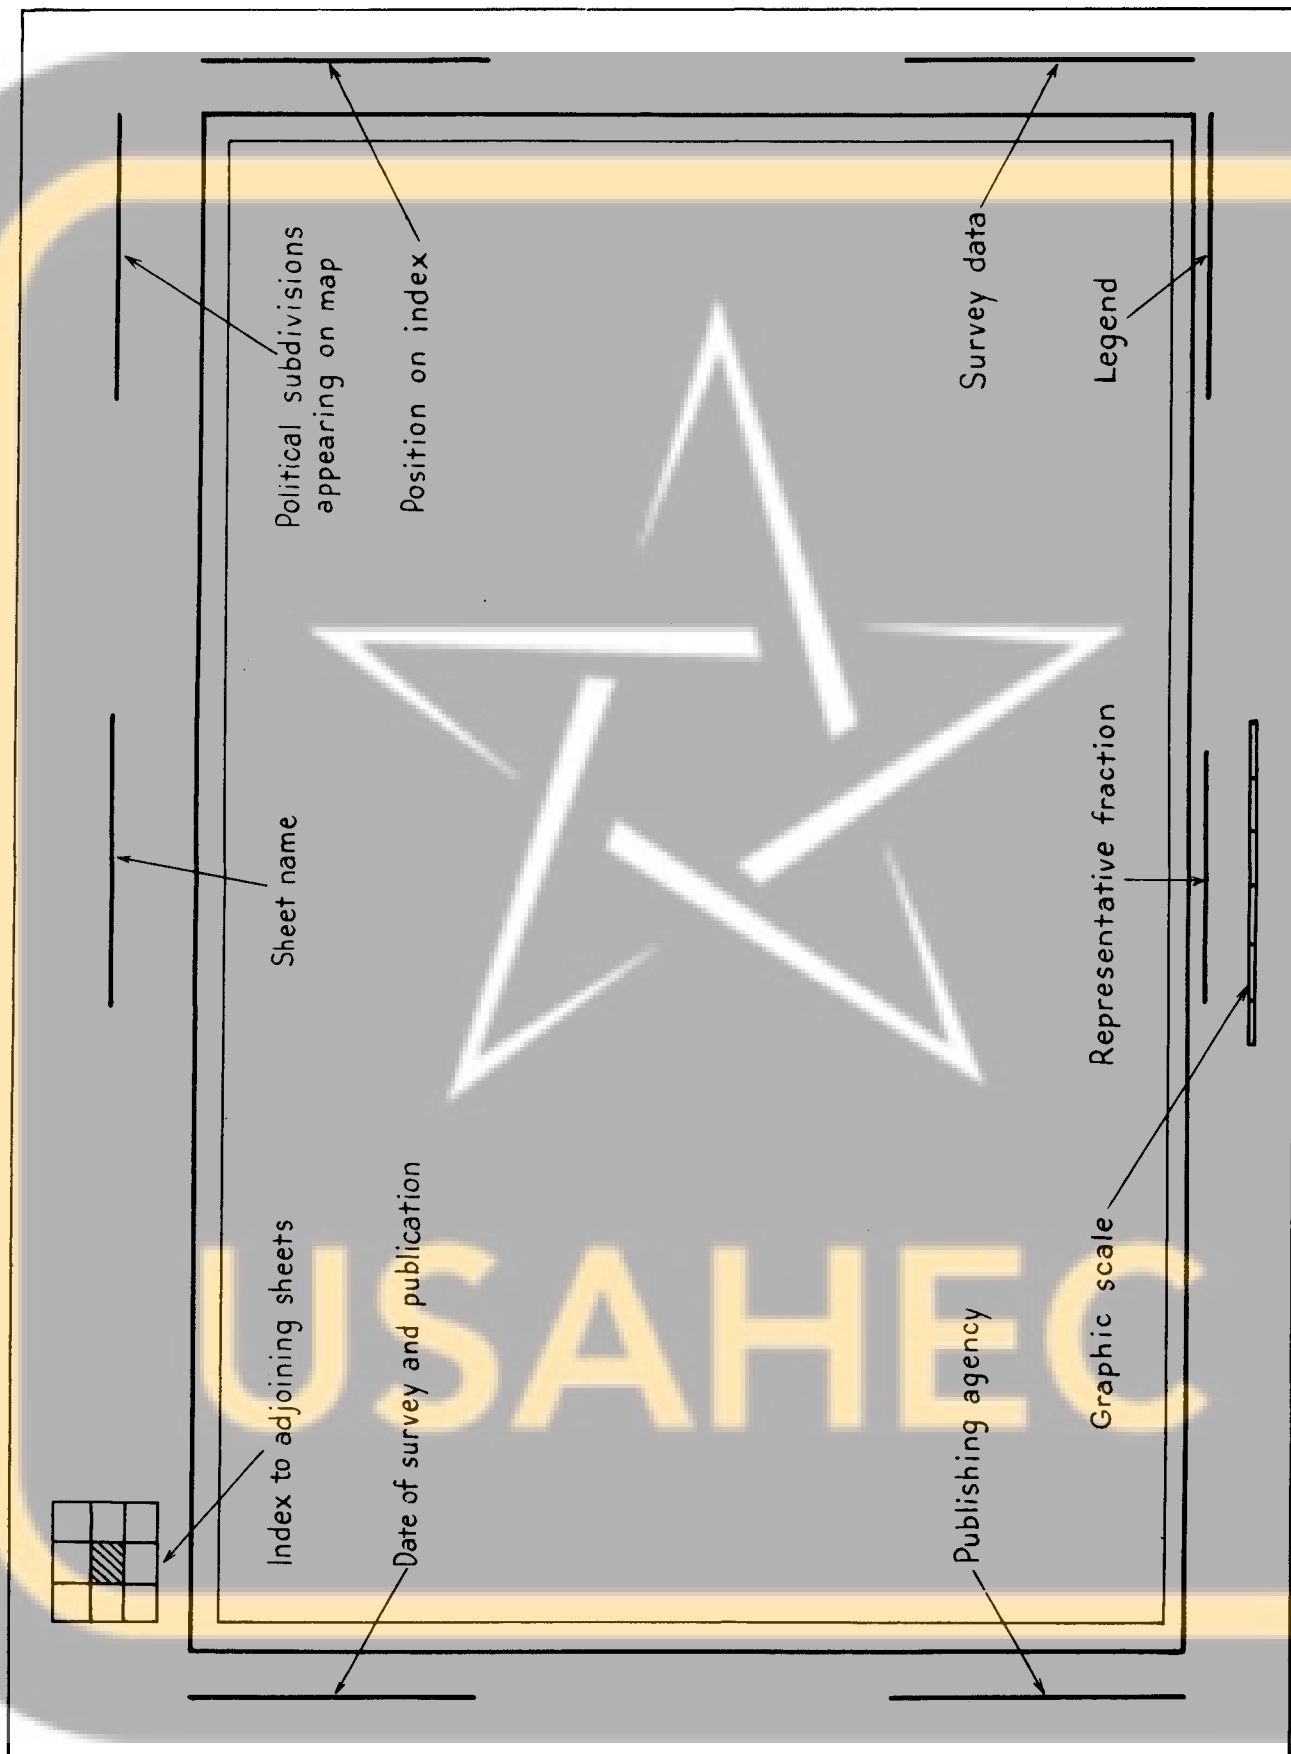 Index to adjoining sheets
Sheet name
Political subdivisions
appearing on map
Date of survey and publication
Position on index
Publishing agency
Survey data
Graphic scale
Representative fraction
Legend
USAHEC